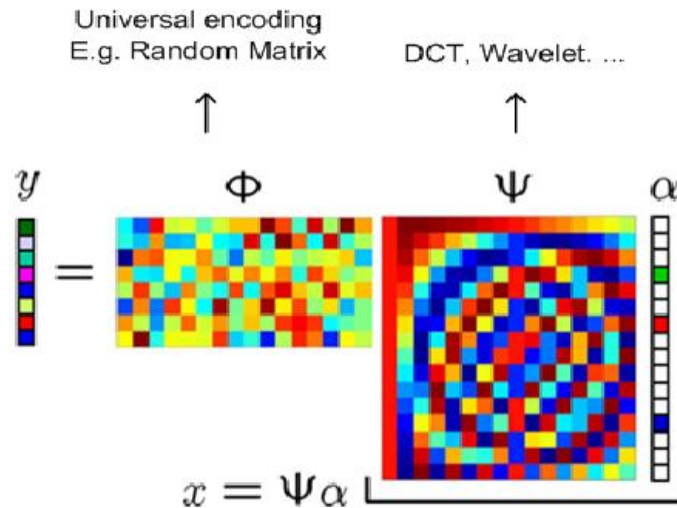 Universal encoding
E.g. Random Matrix
DCT, Wavelet. ...
y
Φ
Ψ
α
=
x = Ψα